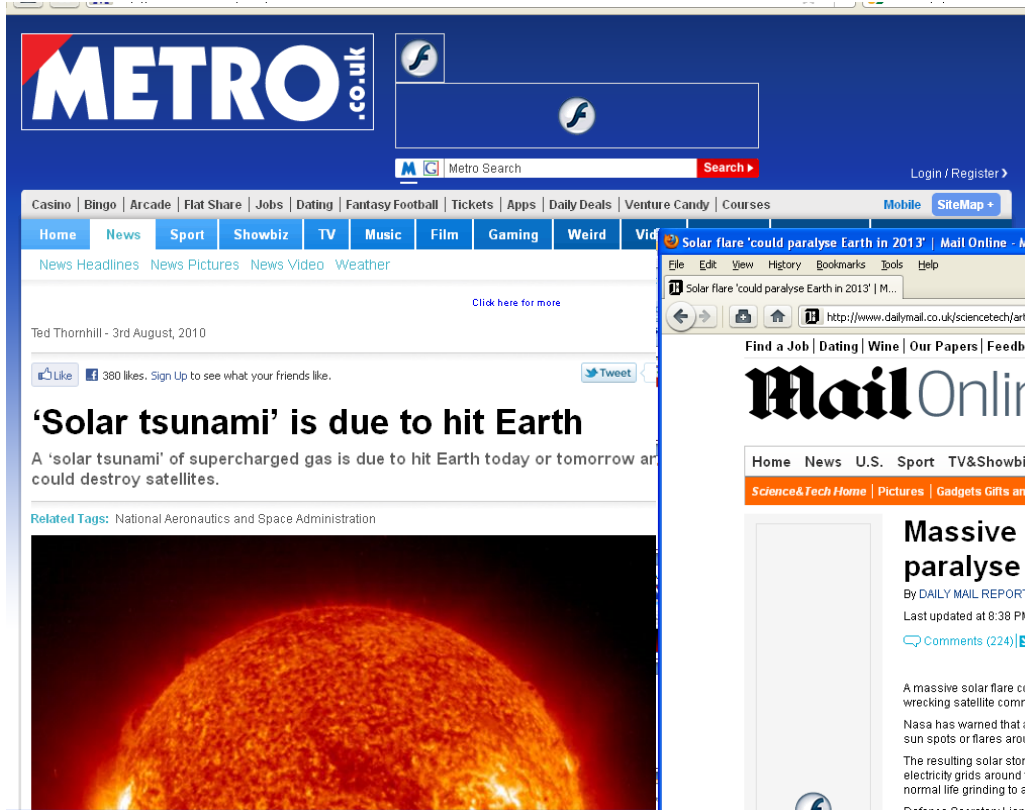 METRO.co.uk
Metro Search
Search
Login / Register
Casino | Bingo | Arcade | Flat Share | Jobs | Dating | Fantasy Football | Tickets | Apps | Daily Deals | Venture Candy | Courses
Mobile
SiteMap +
Home News Sport Showbiz TV Music Film Gaming Weird Vid
News Headlines News Pictures News Video Weather
Click here for more
Ted Thornhill - 3rd August, 2010
Like
380 likes. Sign Up to see what your friends like.
Tweet
‘Solar tsunami’ is due to hit Earth
A ‘solar tsunami’ of supercharged gas is due to hit Earth today or tomorrow
could destroy satellites.
Related Tags: National Aeronautics and Space Administration
Solar flare 'could paralyse Earth in 2013' | Mail Online - M
File Edit View History Bookmarks Tools Help
Solar flare 'could paralyse Earth in 2013' | M...
http://www.dailymail.co.uk/sciencetech/art
Find a Job | Dating | Wine | Our Papers | Feedb
Mail Onlin
Home News U.S. Sport TV&Showbi
Science&Tech Home | Pictures | Gadgets Gifts an
Massive
paralyse
By DAILY MAIL REPORT
Last updated at 8:38 PM
Comments (224)
A massive solar flare co
wrecking satellite comm
Nasa has warned that a
sun spots or flares arou
The resulting solar stor
electricity grids around
normal life grinding to a